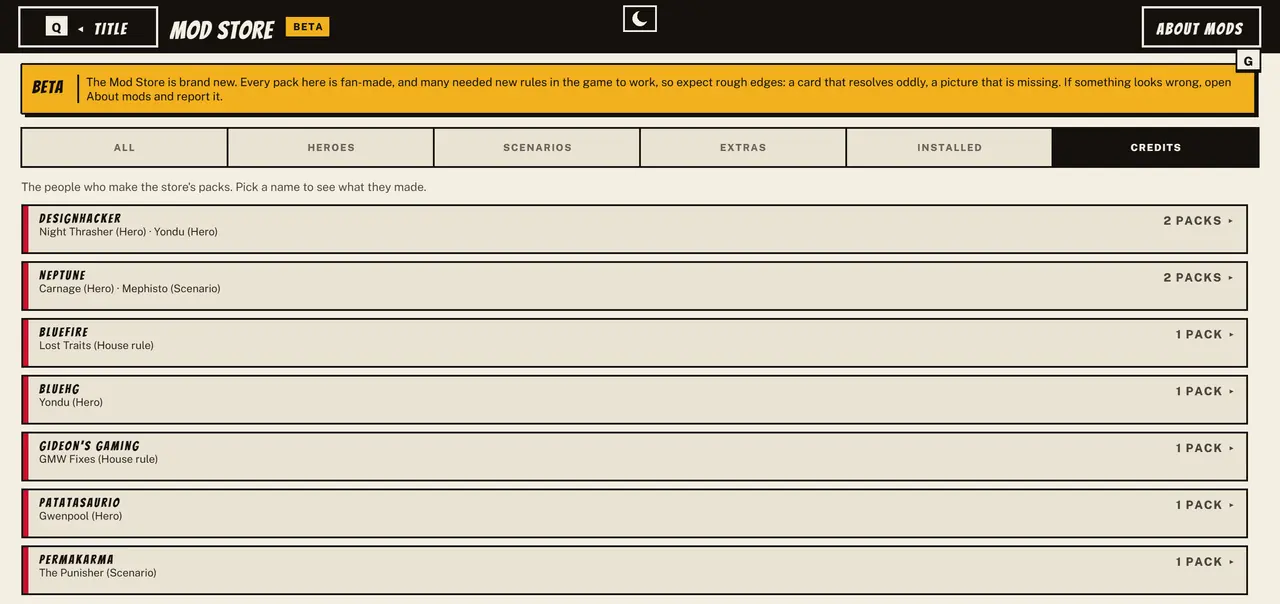 Q ◂ TITLE
MOD STORE
BETA
ABOUT MODS
G
BETA
The Mod Store is brand new. Every pack here is fan-made, and many needed new rules in the game to work, so expect rough edges: a card that resolves oddly, a picture that is missing. If something looks wrong, open
About mods and report it.
ALL
HEROES
SCENARIOS
EXTRAS
INSTALLED
CREDITS
The people who make the store's packs. Pick a name to see what they made.
DESIGNHACKER
2 PACKS ▸
Night Thrasher (Hero) · Yondu (Hero)
NEPTUNE
2 PACKS ▸
Carnage (Hero) · Mephisto (Scenario)
BLUEFIRE
1 PACK ▸
Lost Traits (House rule)
BLUEHG
1 PACK ▸
Yondu (Hero)
GIDEON'S GAMING
1 PACK ▸
GMW Fixes (House rule)
PATATASAURIO
1 PACK ▸
Gwenpool (Hero)
PERMAKARMA
1 PACK ▸
The Punisher (Scenario)